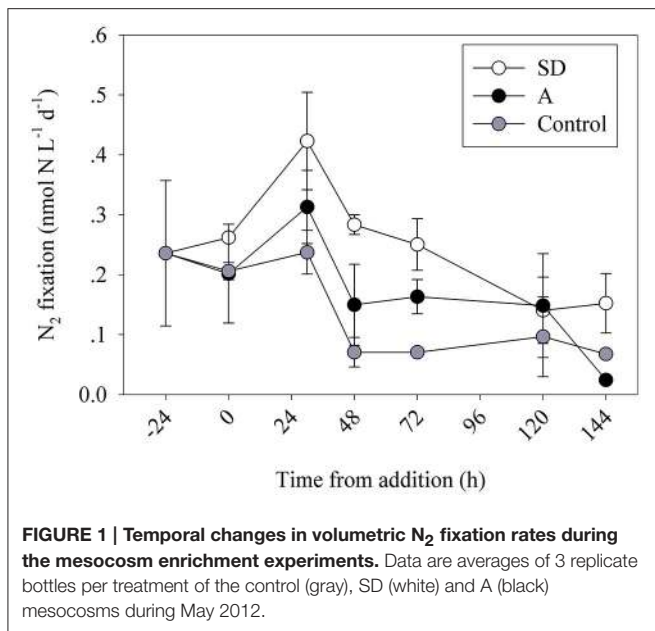 .6
.5
.4
.3
.2
.1
0.0
N2 fixation (nmol N L-1 d-1)
SD
A
Control
-24
0
24
48
72
96
120
144
Time from addition (h)
FIGURE 1 | Temporal changes in volumetric N2 fixation rates during
the mesocosm enrichment experiments. Data are averages of 3 replicate
bottles per treatment of the control (gray), SD (white) and A (black)
mesocosms during May 2012.